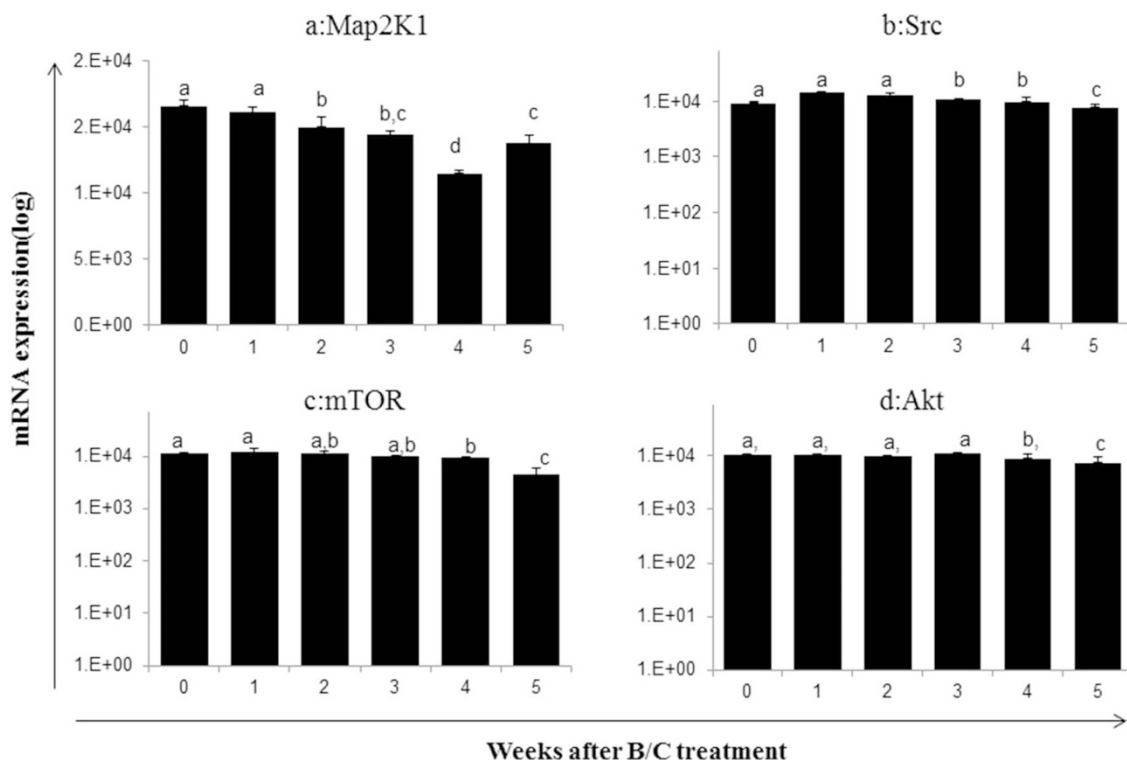 a:Map2K1
2.E+04
2.E+04
1.E+04
5.E+03
0.E+00
a a b b,c d c
0 1 2 3 4 5
b:Src
1.E+04
1.E+03
1.E+02
1.E+01
1.E+00
a a a b b c
0 1 2 3 4 5
mRNA expression(log)
c:mTOR
1.E+04
1.E+03
1.E+02
1.E+01
1.E+00
a a a,b a,b b c
0 1 2 3 4 5
d:Akt
1.E+04
1.E+03
1.E+02
1.E+01
1.E+00
a, a, a, a b, c
0 1 2 3 4 5
Weeks after B/C treatment